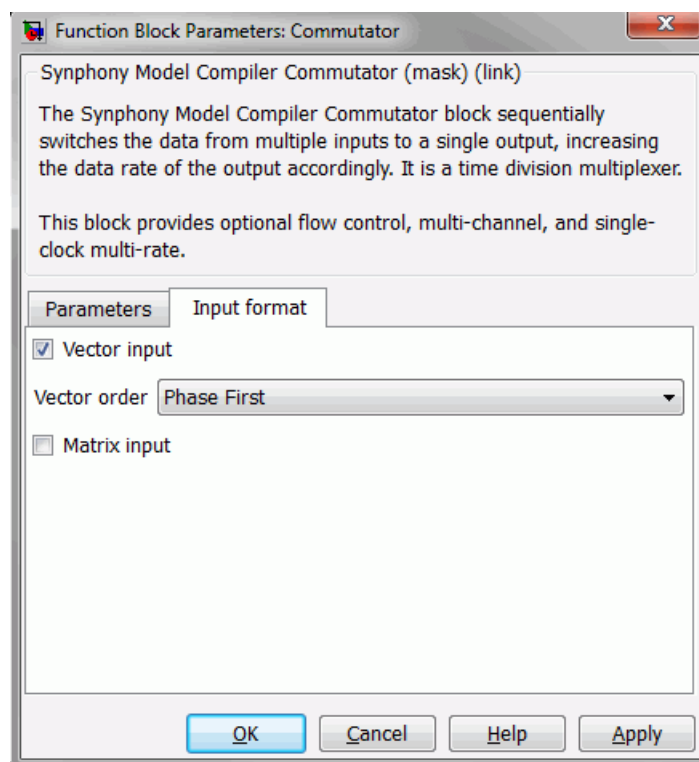 Function Block Parameters: Commutator
Synphony Model Compiler Commutator (mask) (link)
The Synphony Model Compiler Commutator block sequentially
switches the data from multiple inputs to a single output, increasing
the data rate of the output accordingly. It is a time division multiplexer.
This block provides optional flow control, multi-channel, and single-
clock multi-rate.
Parameters Input format
Vector input
Vector order Phase First
Matrix input
OK Cancel Help Apply